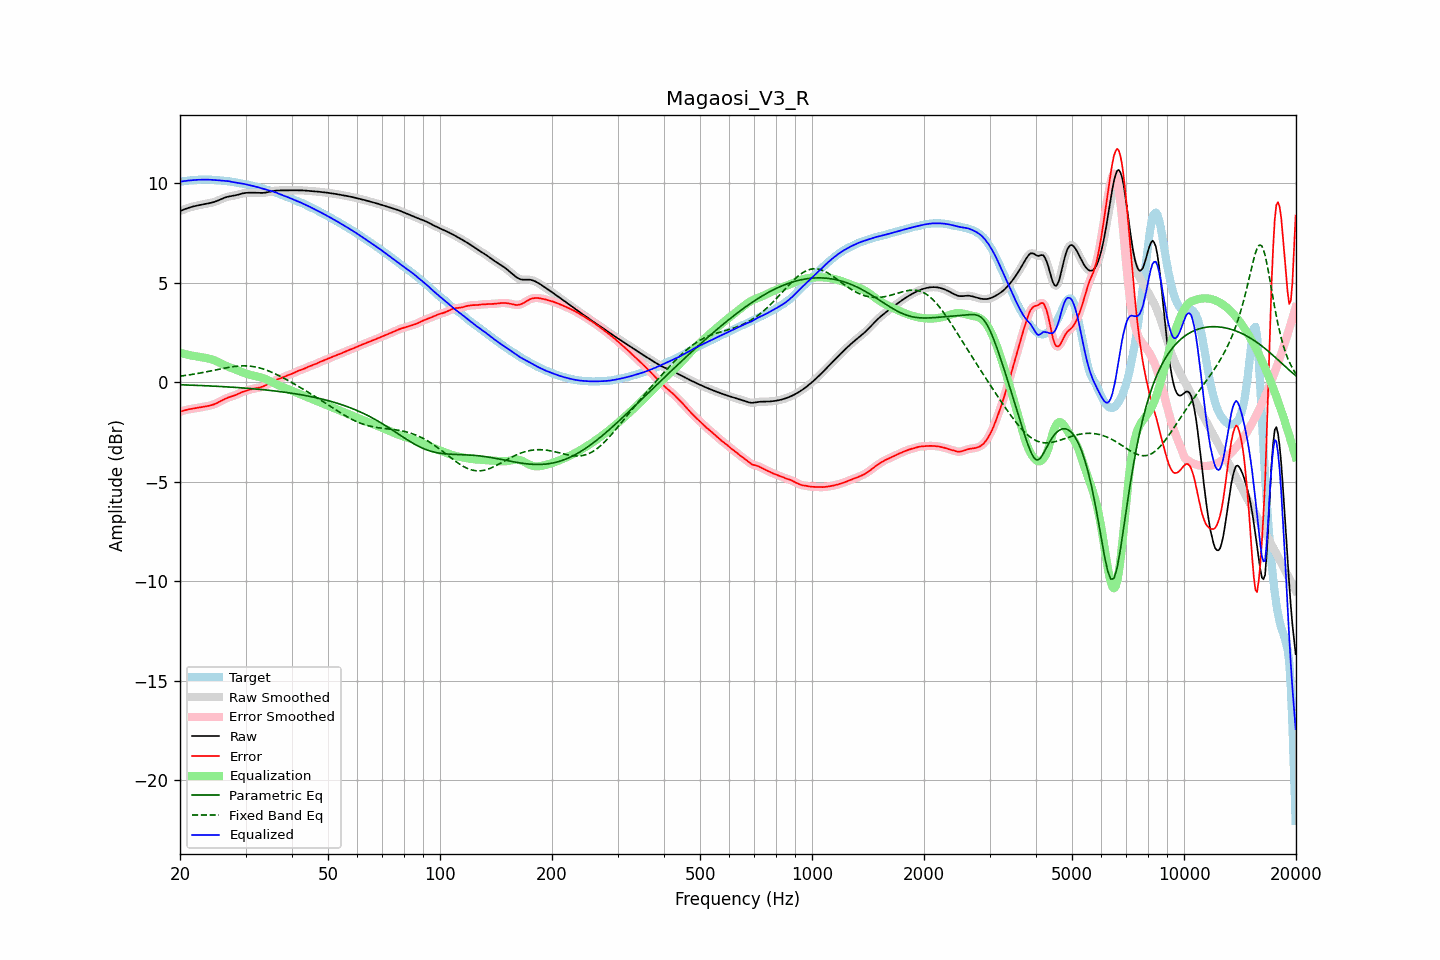 Magaosi_V3_R
Amplitude (dBr)
10
5
0
−5
−10
−15
−20
Target
Raw Smoothed
Error Smoothed
Raw
Error
Equalization
Parametric Eq
Fixed Band Eq
Equalized
20 50 100 200 500 1000 2000 5000 10000 20000
Frequency (Hz)